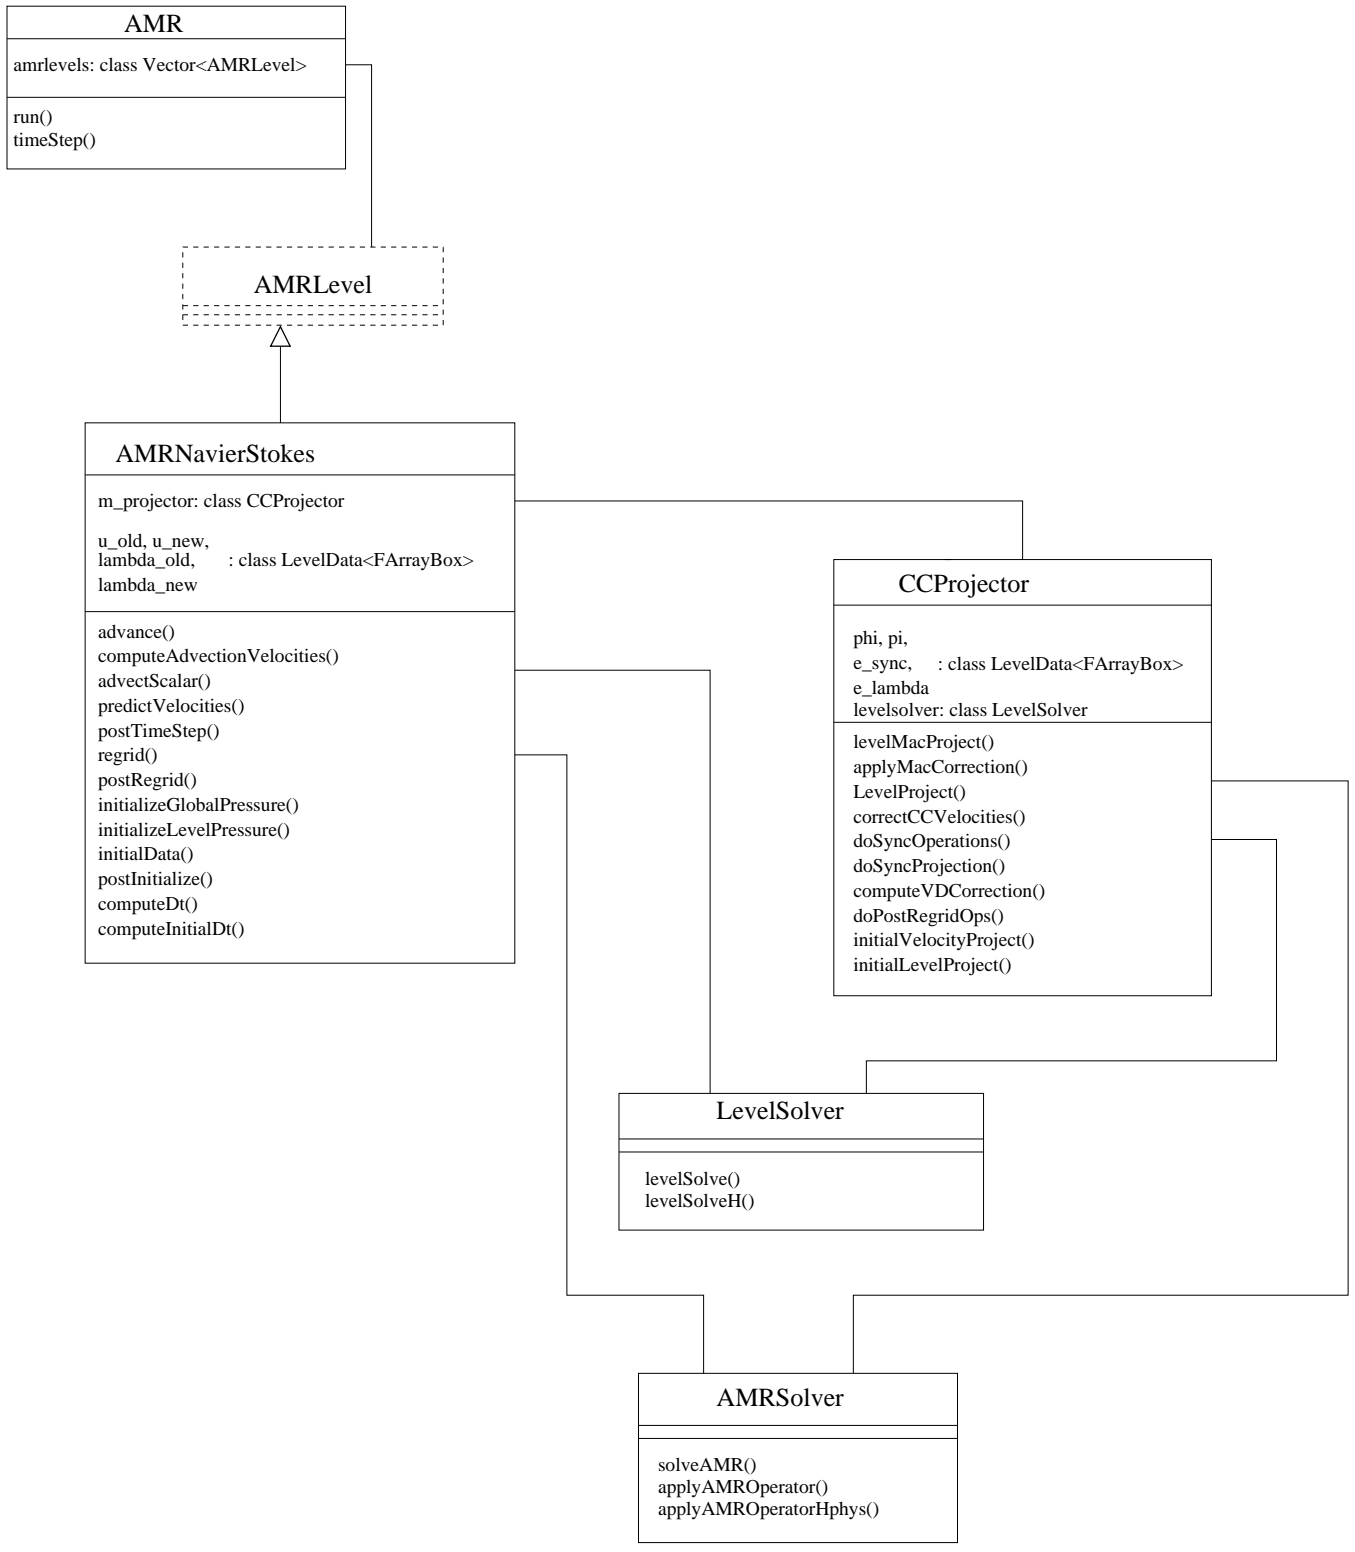 AMR
amrlevels: class Vector<AMRLevel>
run()
timeStep()
AMRLevel
AMRNavierStokes
m_projector: class CCProjector
u_old, u_new,
lambda_old, : class LevelData<FArrayBox>
lambda_new
advance()
computeAdvectionVelocities()
advectScalar()
predictVelocities()
postTimeStep()
regrid()
postRegrid()
initializeGlobalPressure()
initializeLevelPressure()
initialData()
postInitialize()
computeDt()
computeInitialDt()
CCProjector
phi, pi,
e_sync, : class LevelData<FArrayBox>
e_lambda
levelsolver: class LevelSolver
levelMacProject()
applyMacCorrection()
LevelProject()
correctCCVelocities()
doSyncOperations()
doSyncProjection()
computeVDCorrection()
doPostRegridOps()
initialVelocityProject()
initialLevelProject()
LevelSolver
levelSolve()
levelSolveH()
AMRSolver
solveAMR()
applyAMROperator()
applyAMROperatorHphys()